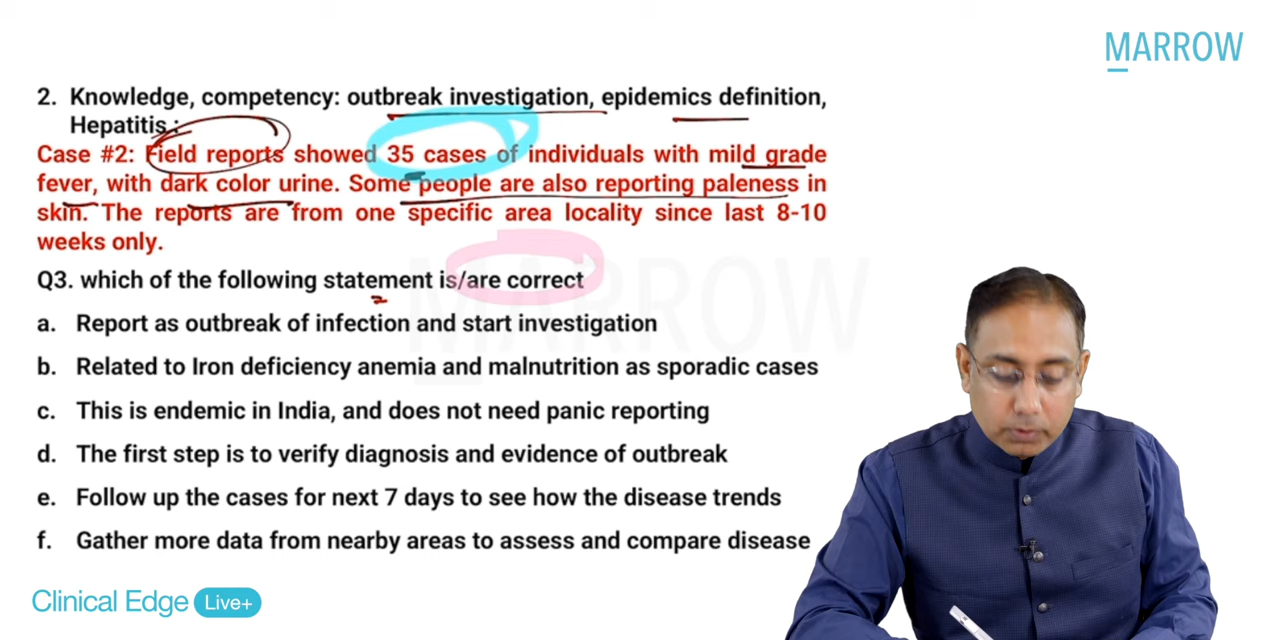 MARROW
2. Knowledge, competency: outbreak investigation, epidemics definition,
Hepatitis :
Case #2: Field reports showed 35 cases of individuals with mild grade
fever, with dark color urine. Some people are also reporting paleness in
skin. The reports are from one specific area locality since last 8-10
weeks only.
Q3. which of the following statement is/are correct
MARROW
a. Report as outbreak of infection and start investigation
b. Related to Iron deficiency anemia and malnutrition as sporadic cases
c. This is endemic in India, and does not need panic reporting
d. The first step is to verify diagnosis and evidence of outbreak
e. Follow up the cases for next 7 days to see how the disease trends
f. Gather more data from nearby areas to assess and compare disease
Clinical Edge Live+